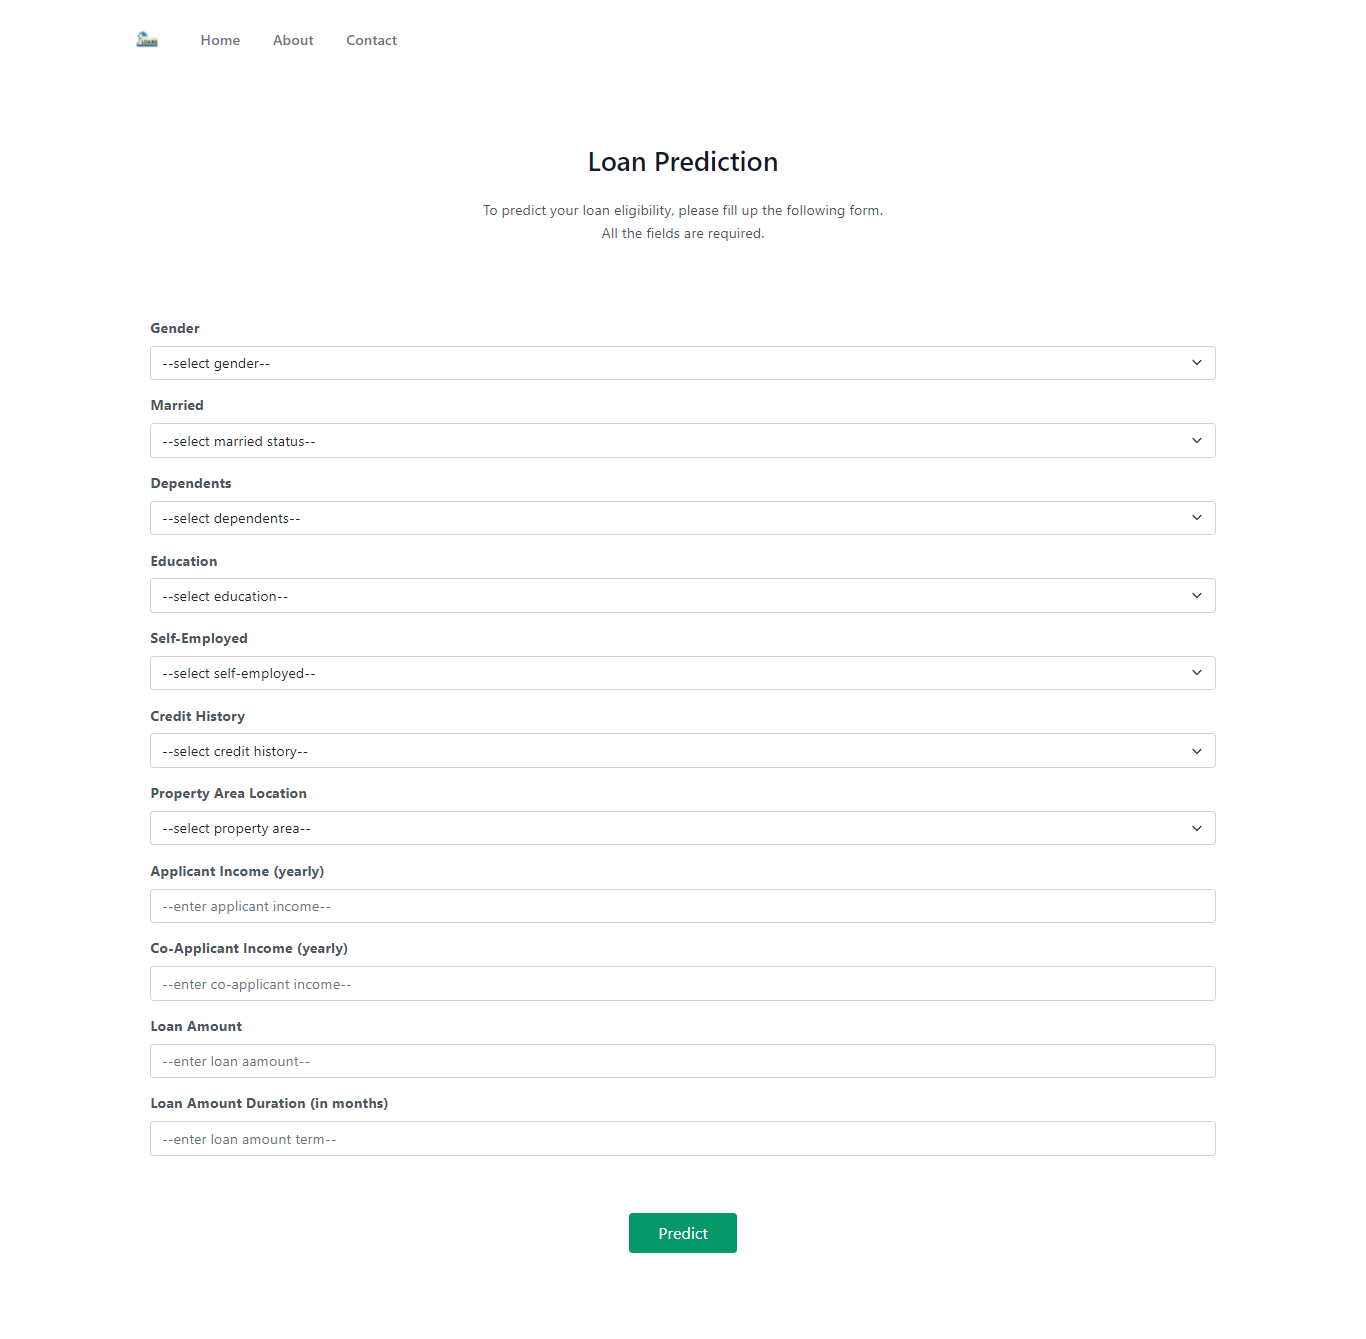 LOANS
Home About Contact
Loan Prediction
To predict your loan eligibility, please fill up the following form.
All the fields are required.
Gender
--select gender--
Married
--select married status--
Dependents
--select dependents--
Education
--select education--
Self-Employed
--select self-employed--
Credit History
--select credit history--
Property Area Location
--select property area--
Applicant Income (yearly)
--enter applicant income--
Co-Applicant Income (yearly)
--enter co-applicant income--
Loan Amount
--enter loan aamount--
Loan Amount Duration (in months)
--enter loan amount term--
Predict